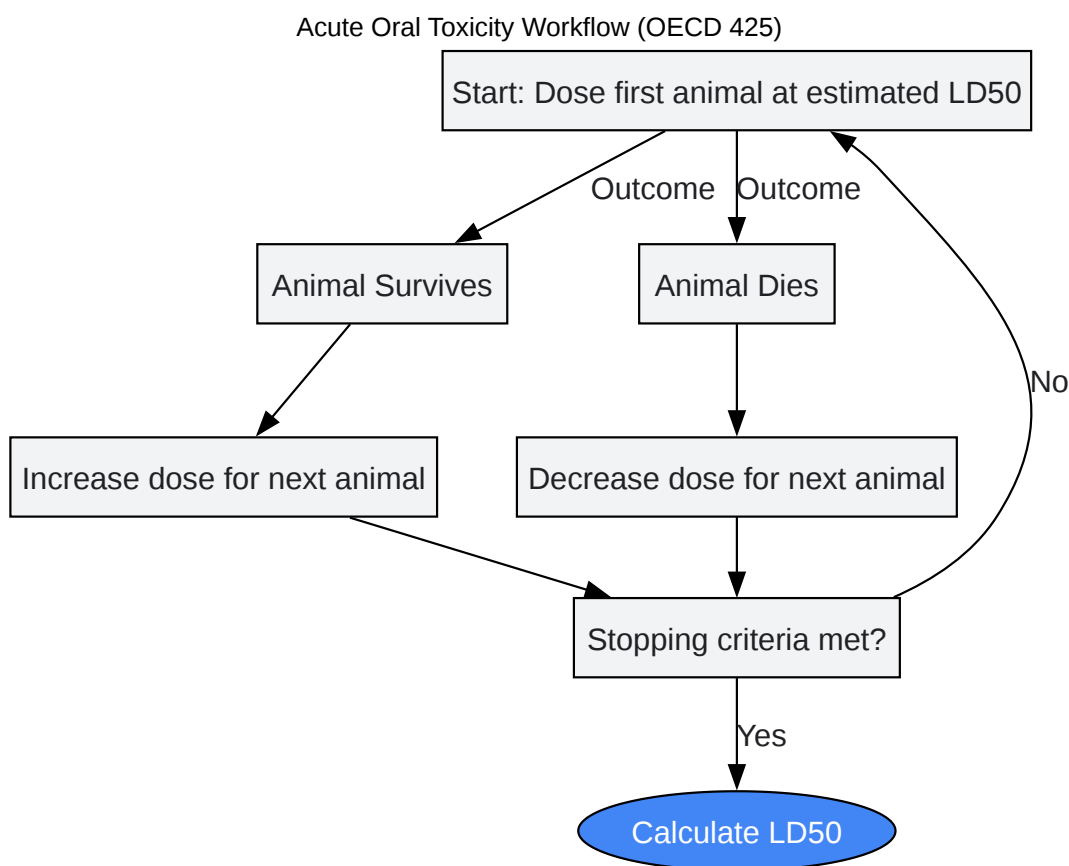 Acute Oral Toxicity Workflow (OECD 425)
Start: Dose first animal at estimated LD50
Outcome
Outcome
Animal Survives
Animal Dies
No
Increase dose for next animal
Decrease dose for next animal
Stopping criteria met?
Yes
Calculate LD50